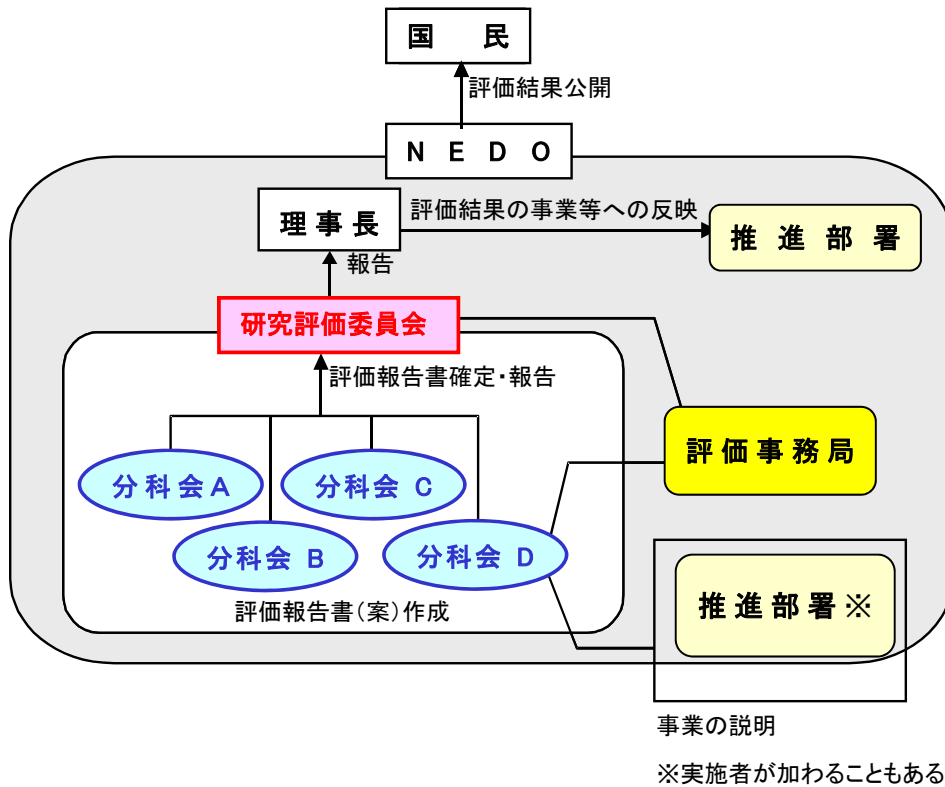 国 民
評価結果公開
N E D O
理事長
評価結果の事業等への反映
推進部署
報告
研究評価委員会
評価報告書確定・報告
評価事務局
分科会A
分科会 C
分科会 B
分科会 D
推進部署※
評価報告書(案)作成
事業の説明
※実施者が加わることもある